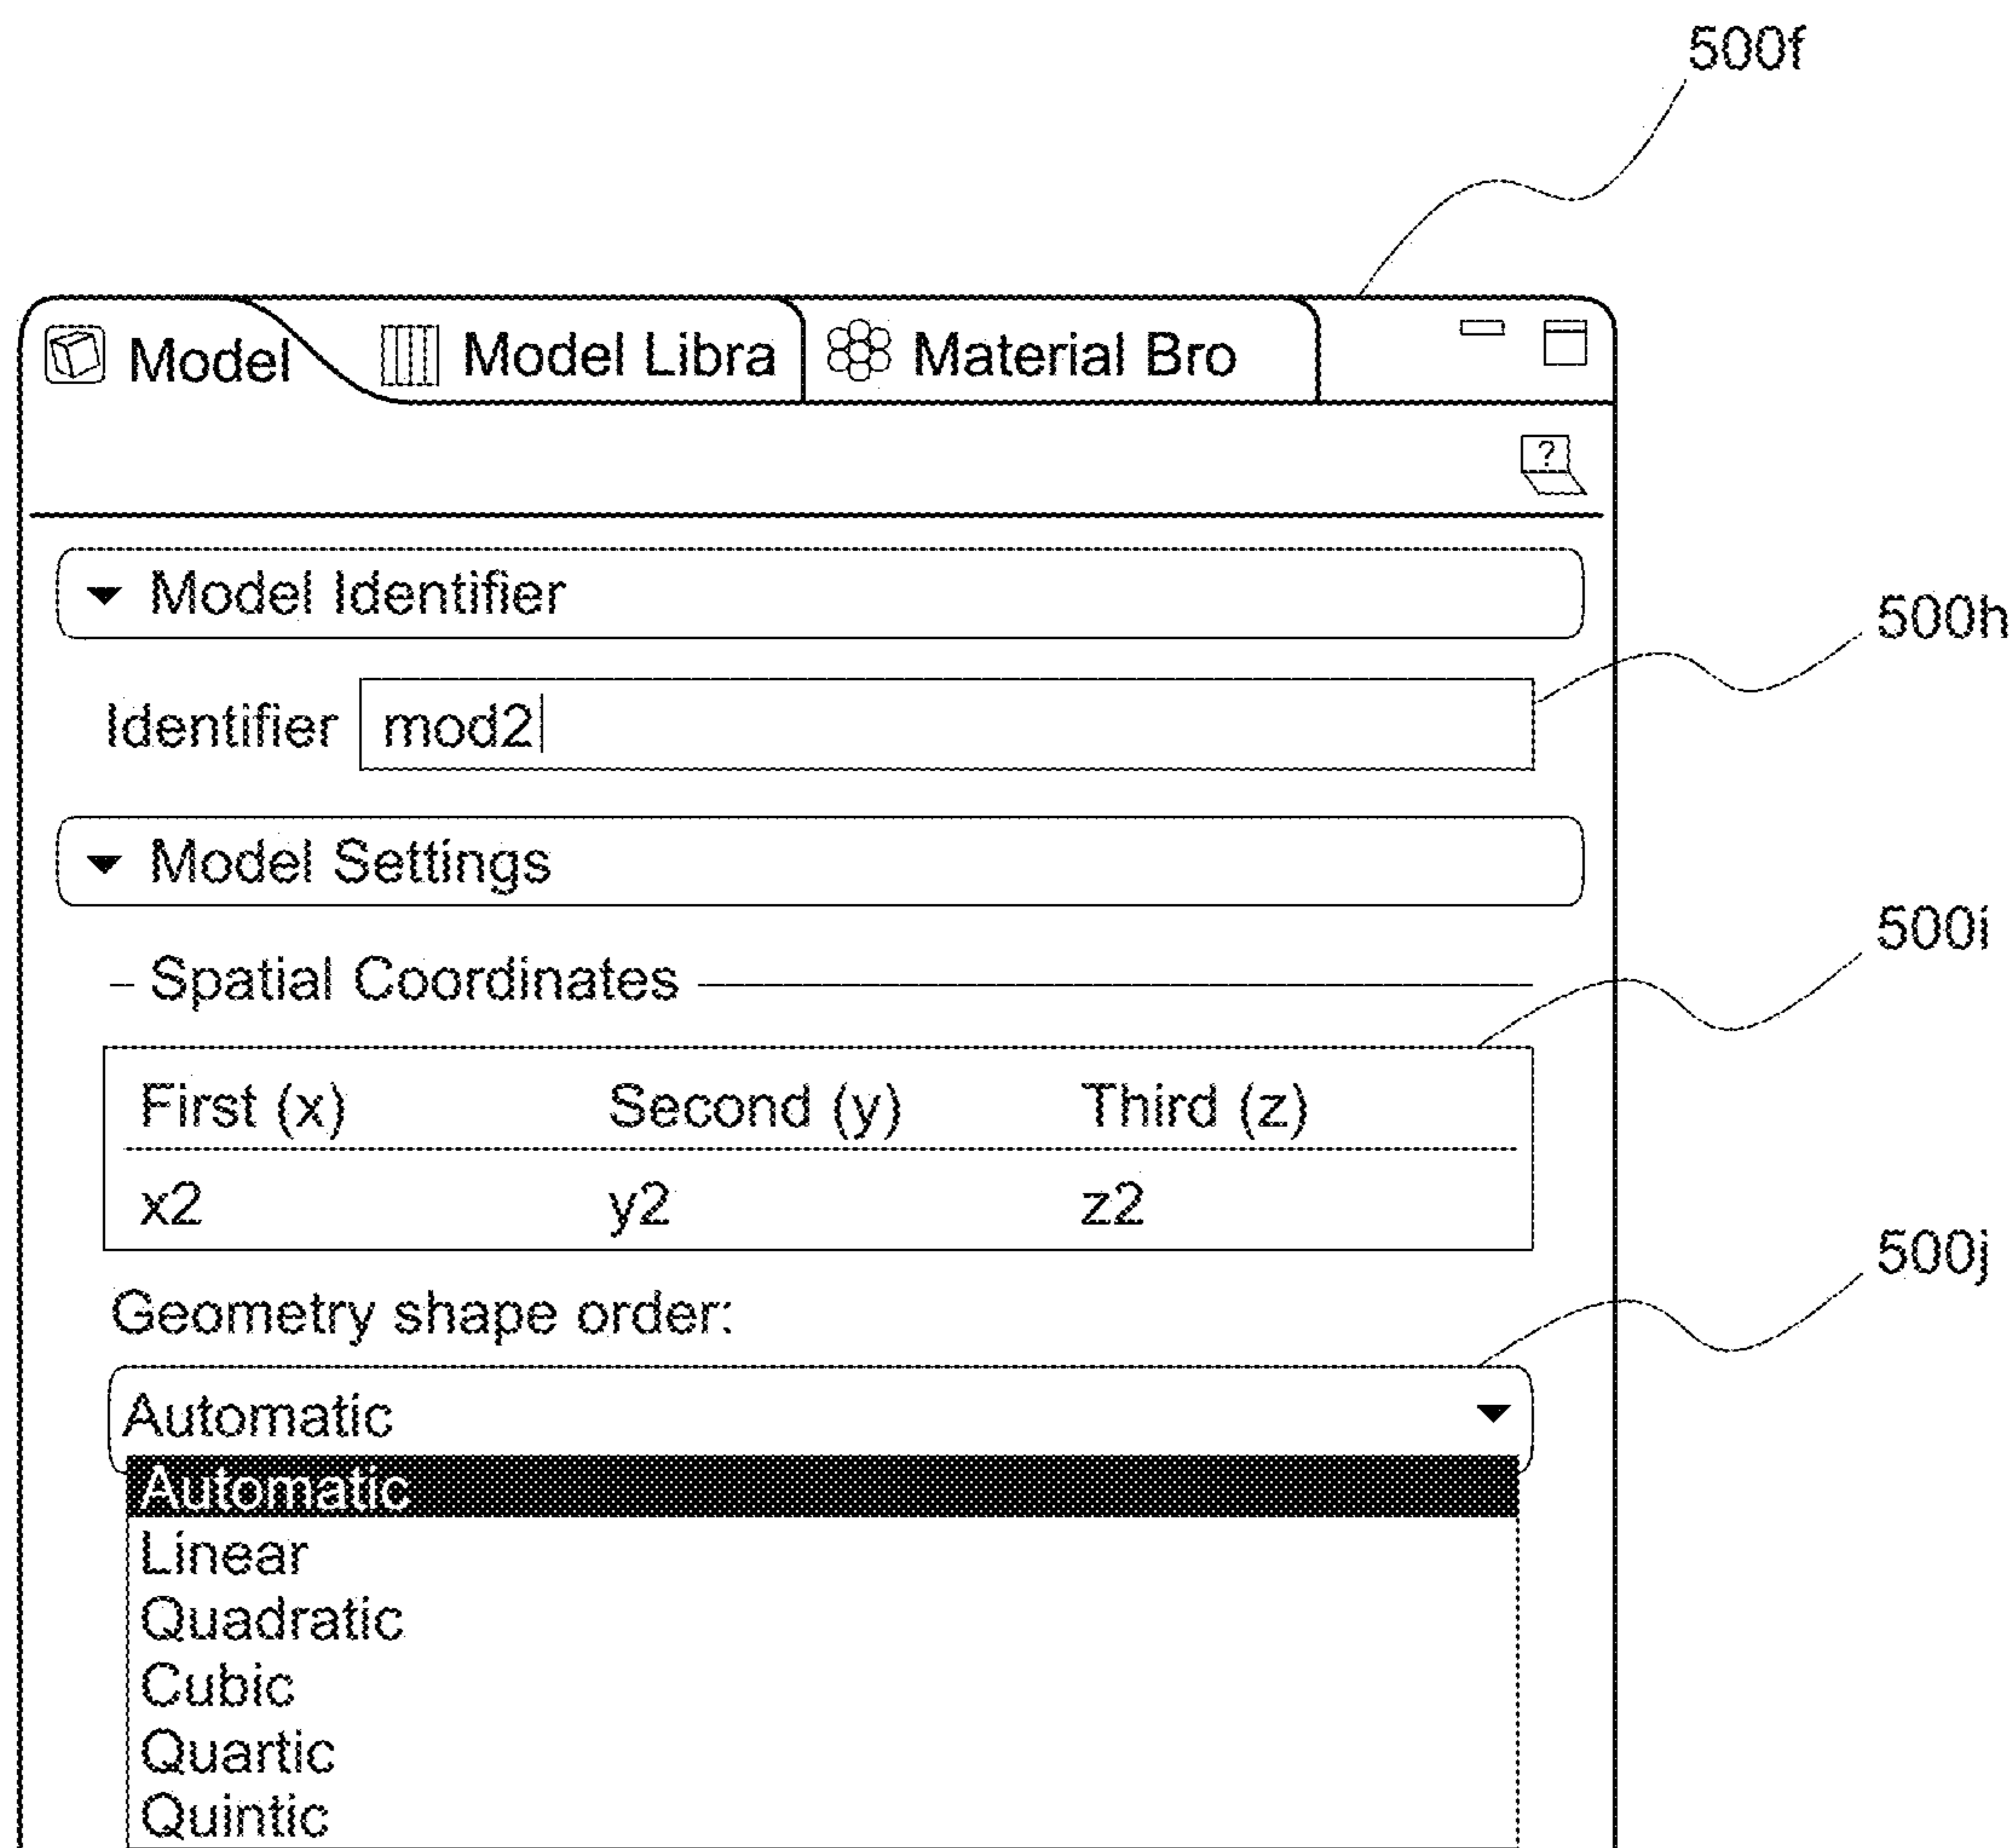 500f
Model Model Libra Material Bro
?
Model Identifier
500h
Identifier mod2
Model Settings
500i
Spatial Coordinates
First (x) Second (y) Third (z)
x2 y2 z2
500j
Geometry shape order:
Automatic
Automatic
Linear
Quadratic
Cubic
Quartic
Quintic